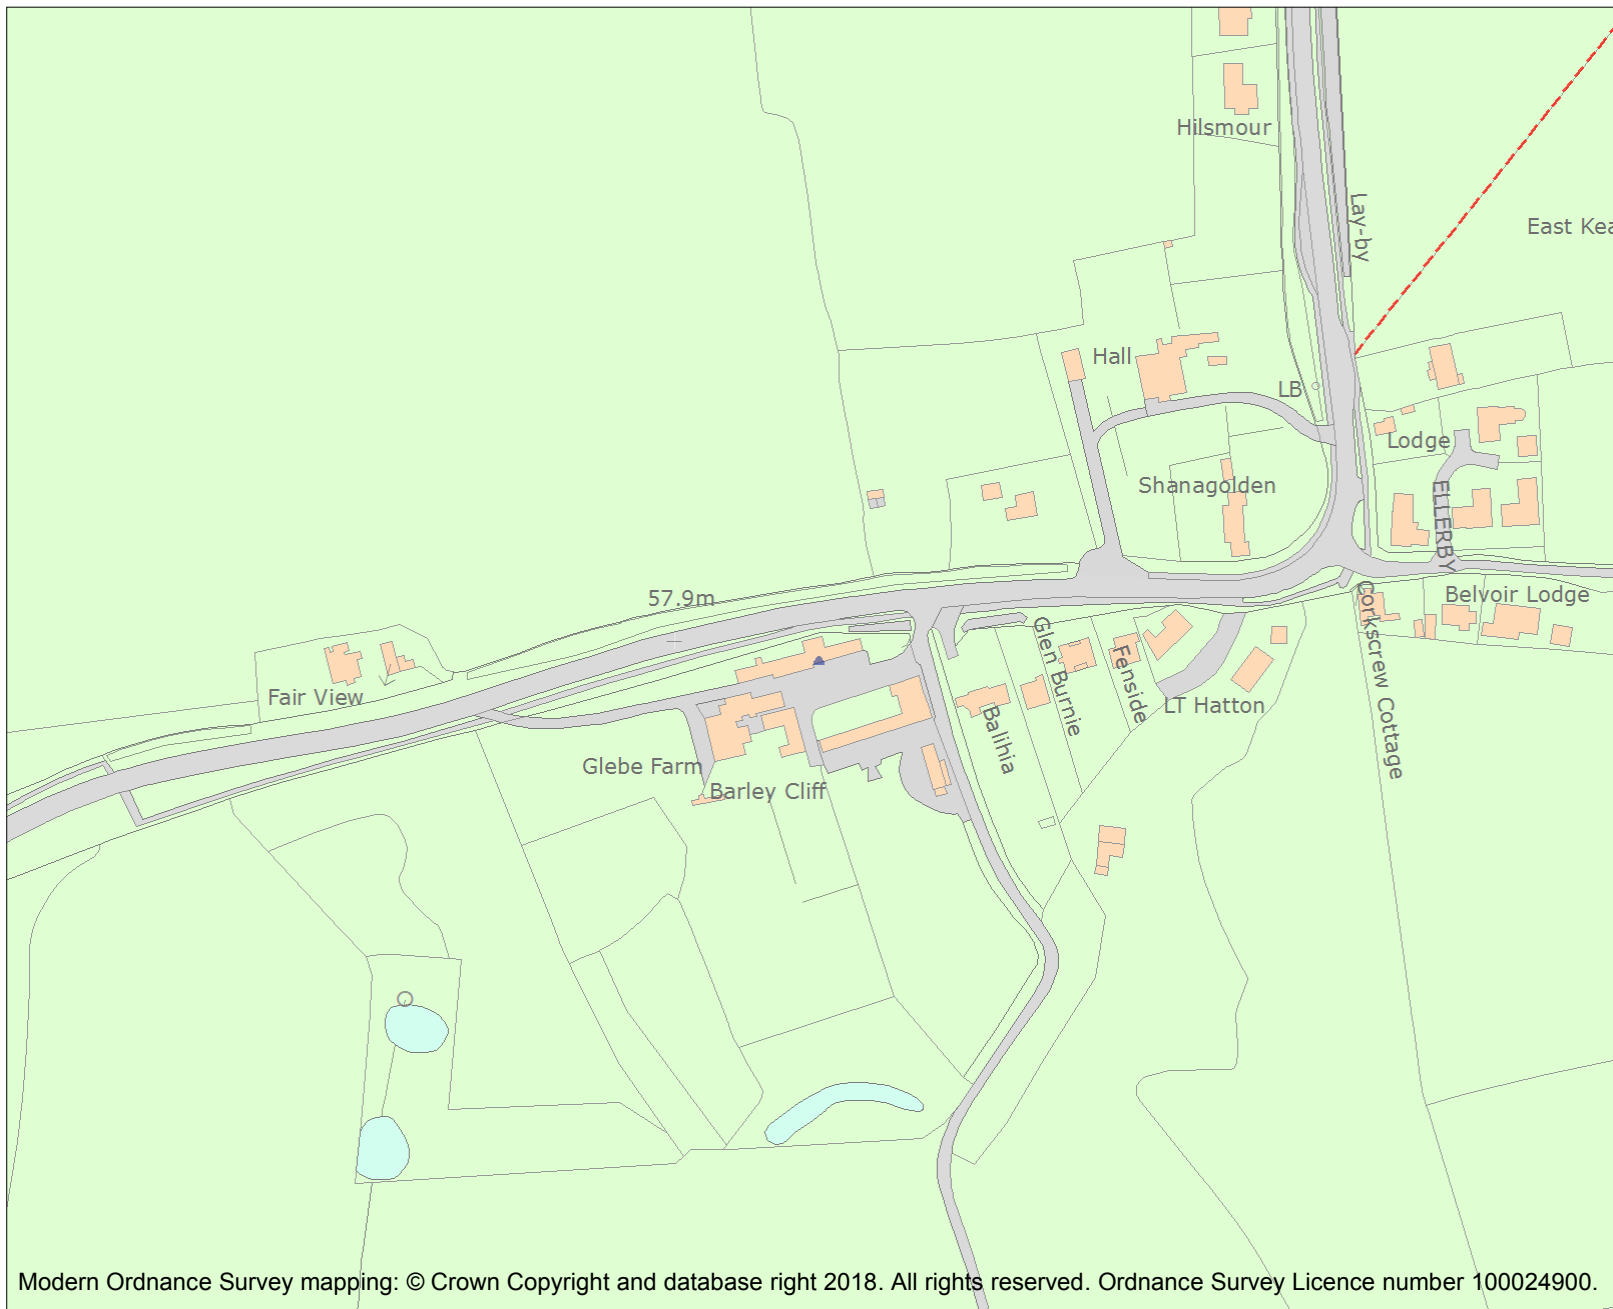 Hilsmour
Lay-by
East Kea
Hall
LB
Lodge
Shanagolden
ELLERBY
57.9m
Belvoir Lodge
Corkscrew Cottage
Glen Burnie
Fenside
Fair View
LT Hatton
Balihia
Glebe Farm
Barley Cliff
Modern Ordnance Survey mapping: © Crown Copyright and database right 2018. All rights reserved. Ordnance Survey Licence number 100024900.